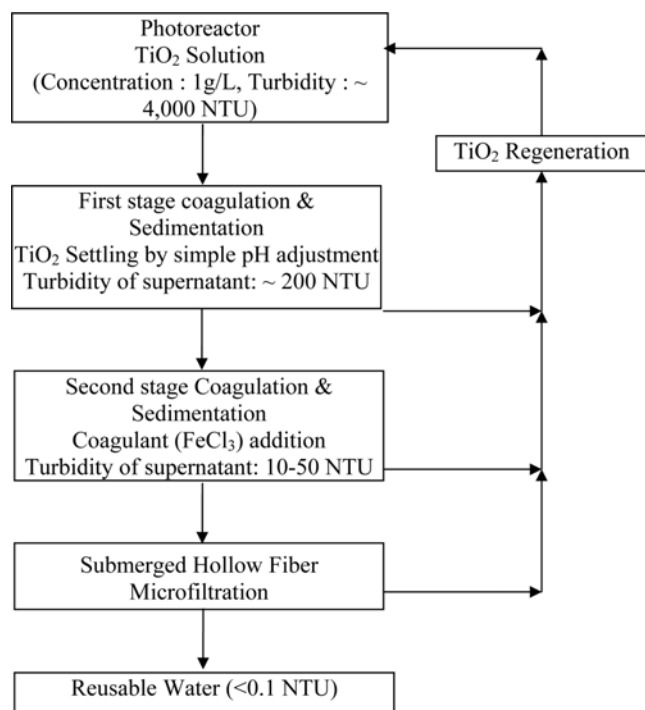 Photoreactor
TiO₂ Solution
(Concentration : 1g/L, Turbidity : ~
4,000 NTU)
TiO₂ Regeneration
First stage coagulation &
Sedimentation
TiO₂ Settling by simple pH adjustment
Turbidity of supernatant: ~ 200 NTU
Second stage Coagulation &
Sedimentation
Coagulant (FeCl₃) addition
Turbidity of supernatant: 10-50 NTU
Submerged Hollow Fiber
Microfiltration
Reusable Water (<0.1 NTU)